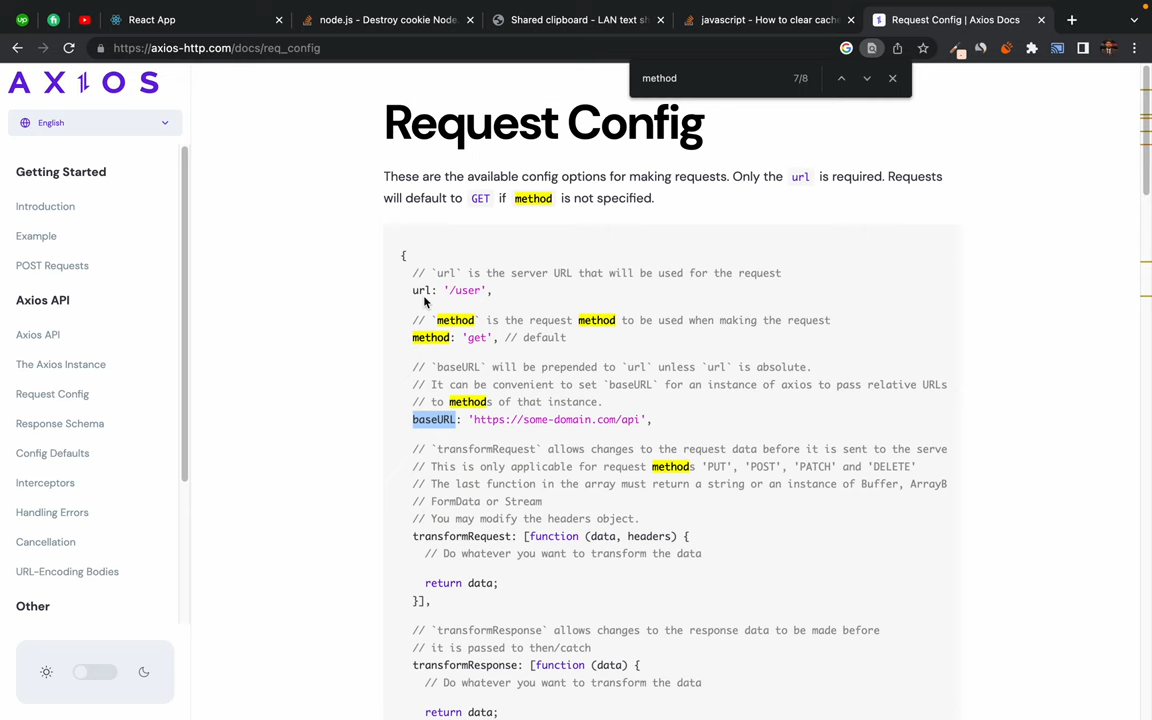 React App
node.js - Destroy cookie Node.
Shared clipboard - LAN text sh
javascript - How to clear cache
Request Config | Axios Docs
https://axios-http.com/docs/req_config
method
7/8
AXIOS
English
Getting Started
Introduction
Example
POST Requests
Axios API
Axios API
The Axios Instance
Request Config
Response Schema
Config Defaults
Interceptors
Handling Errors
Cancellation
URL-Encoding Bodies
Other
Request Config
These are the available config options for making requests. Only the url is required. Requests
will default to GET if method is not specified.
{
// `url` is the server URL that will be used for the request
url: '/user',
// `method` is the request method to be used when making the request
method: 'get', // default
// `baseURL` will be prepended to `url` unless `url` is absolute.
// It can be convenient to set `baseURL` for an instance of axios to pass relative URLs
// to methods of that instance.
baseURL: 'https://some-domain.com/api',
// `transformRequest` allows changes to the request data before it is sent to the serve
// This is only applicable for request methods 'PUT', 'POST', 'PATCH' and 'DELETE'
// The last function in the array must return a string or an instance of Buffer, ArrayB
// FormData or Stream
// You may modify the headers object.
transformRequest: [function (data, headers) {
// Do whatever you want to transform the data
return data;
}],
// `transformResponse` allows changes to the response data to be made before
// it is passed to then/catch
transformResponse: [function (data) {
// Do whatever you want to transform the data
return data;